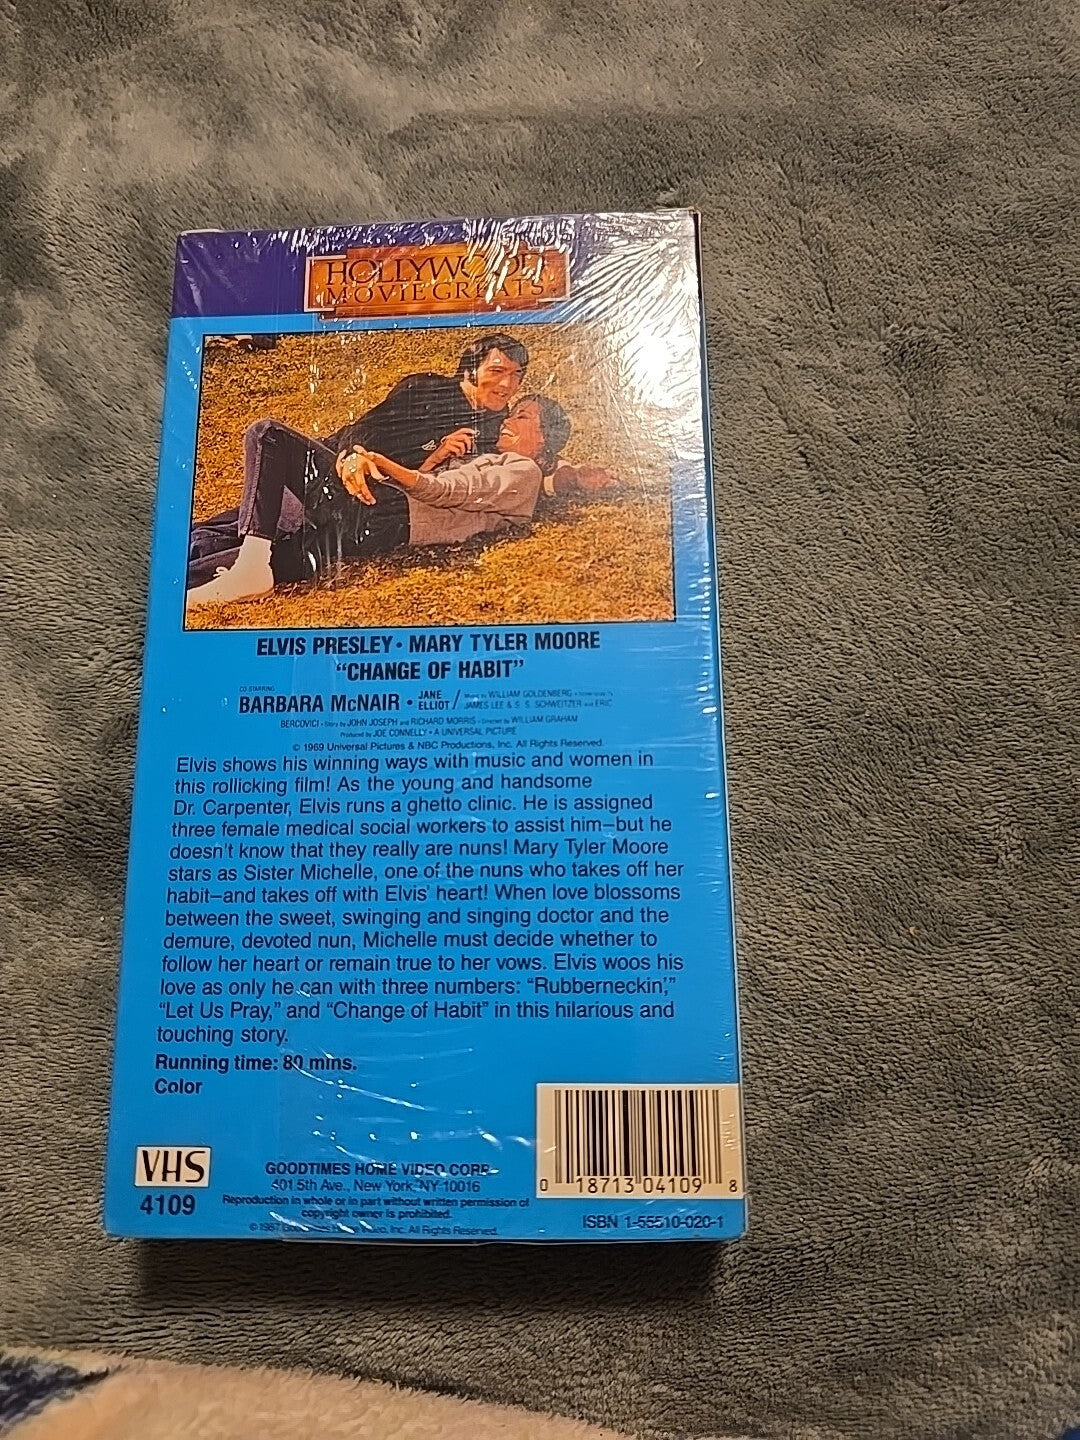 HOLLYWOOD
MOVIE GREATS
ELVIS PRESLEY • MARY TYLER MOORE
"CHANGE OF HABIT"
CO-STARRING
BARBARA McNAIR • JANE ELLIOT / Music by WILLIAM GOLDENBERG • Screenplay by
JAMES LEE & S. S. SCHWEITZER and ERIC
BERCOVICI • Story by JOHN JOSEPH and RICHARD MORRIS • Directed by WILLIAM GRAHAM
Produced by JOE CONNELLY • A UNIVERSAL PICTURE
© 1969 Universal Pictures & NBC Productions, Inc. All Rights Reserved.
Elvis shows his winning ways with music and women in
this rollicking film! As the young and handsome
Dr. Carpenter, Elvis runs a ghetto clinic. He is assigned
three female medical social workers to assist him—but he
doesn't know that they really are nuns! Mary Tyler Moore
stars as Sister Michelle, one of the nuns who takes off her
habit—and takes off with Elvis' heart! When love blossoms
between the sweet, swinging and singing doctor and the
demure, devoted nun, Michelle must decide whether to
follow her heart or remain true to her vows. Elvis woos his
love as only he can with three numbers: "Rubberneckin',"
"Let Us Pray," and "Change of Habit" in this hilarious and
touching story.
Running time: 89 mins.
Color
VHS
4109
GOODTIMES HOME VIDEO CORP.
401 5th Ave., New York, NY 10016
Reproduction in whole or in part without written permission of
copyright owner is prohibited.
© 1987 Goodtimes Home Video, Inc. All Rights Reserved.
0 18713 04109 8
ISBN 1-55510-020-1